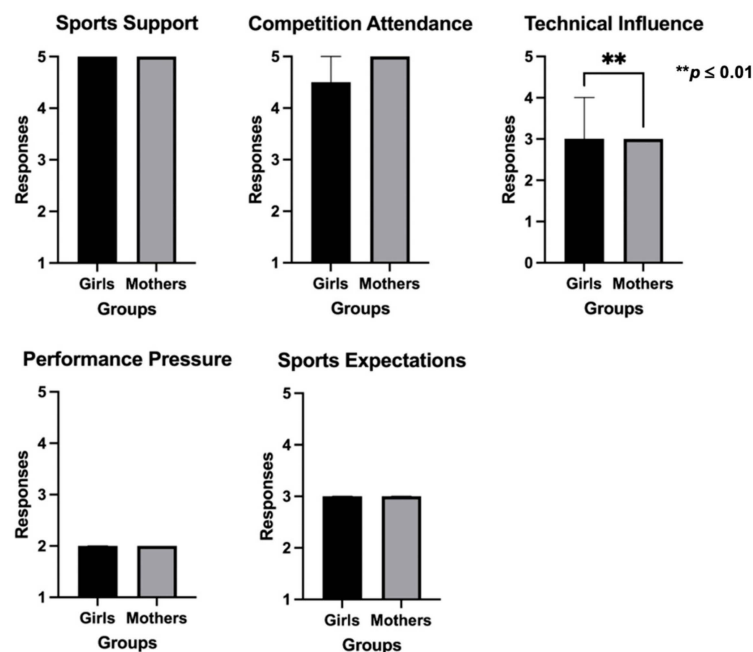 Sports Support
Responses
5
4
3
2
1
Girls Mothers
Groups
Competition Attendance
Responses
5
4
3
2
1
Girls Mothers
Groups
Technical Influence
Responses
5
4
3
2
1
0
**
Girls Mothers
Groups
**p ≤ 0.01
Performance Pressure
Responses
5
4
3
2
1
Girls Mothers
Groups
Sports Expectations
Responses
5
4
3
2
1
Girls Mothers
Groups